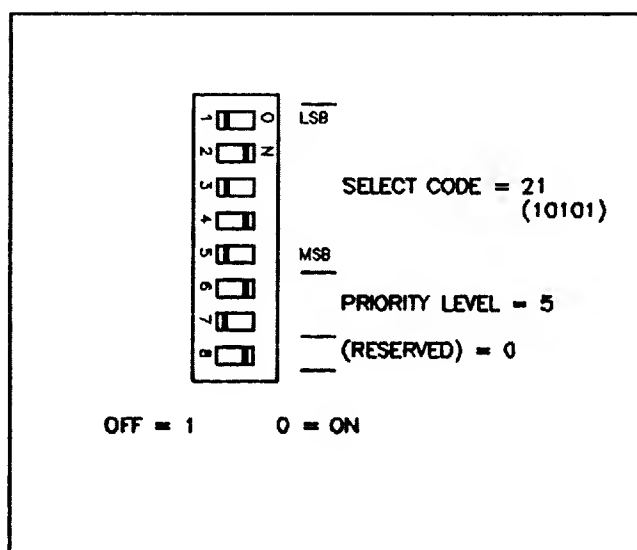 1 O LSB
2 N
3
SELECT CODE = 21
(10101)
4
5 MSB
6
PRIORITY LEVEL = 5
7
8 (RESERVED) = 0
OFF = 1 0 = ON